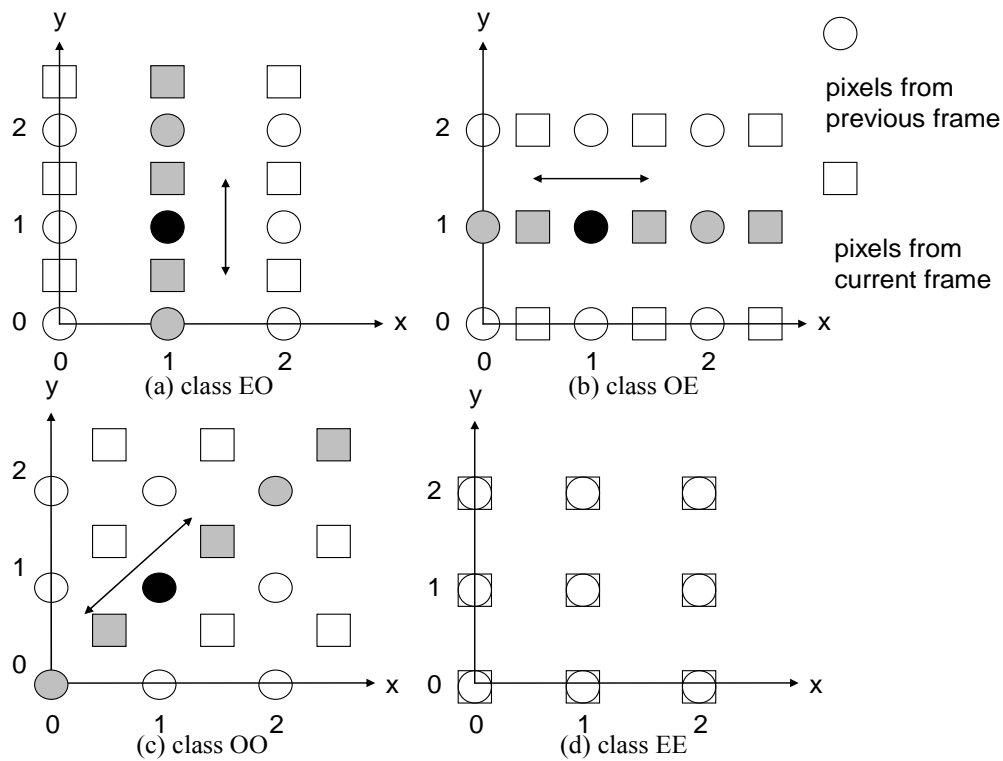 y
2
1
0
0
1
2
x
(a) class EO
y
2
1
0
0
1
2
x
(b) class OE
pixels from
previous frame
pixels from
current frame
y
2
1
0
0
1
2
x
(c) class OO
y
2
1
0
0
1
2
x
(d) class EE